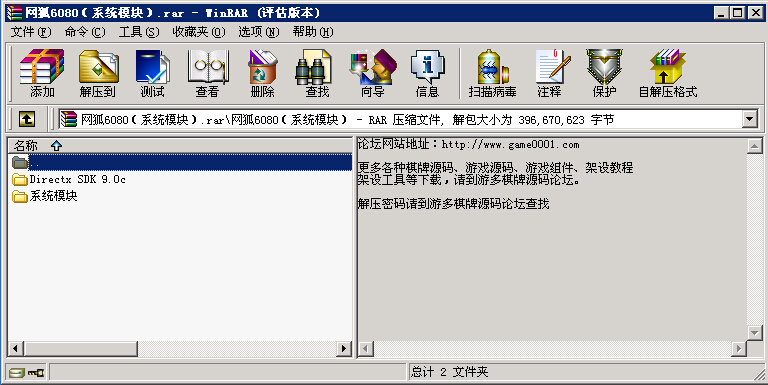 网狐6080（系统模块）.rar - WinRAR (评估版本)
文件(F) 命令(C) 工具(S) 收藏夹(O) 选项(N) 帮助(H)
添加 解压到 测试 查看 删除 查找 向导 信息 扫描病毒 注释 保护 自解压格式
网狐6080（系统模块）.rar\网狐6080（系统模块） - RAR 压缩文件, 解包大小为 396,670,623 字节
名称
..
Directx SDK 9.0c
系统模块
论坛网站地址：http://www.game0001.com
更多各种棋牌源码、游戏源码、游戏组件、架设教程
架设工具等下载，请到游多棋牌源码论坛。
解压密码请到游多棋牌源码论坛查找
总计 2 文件夹